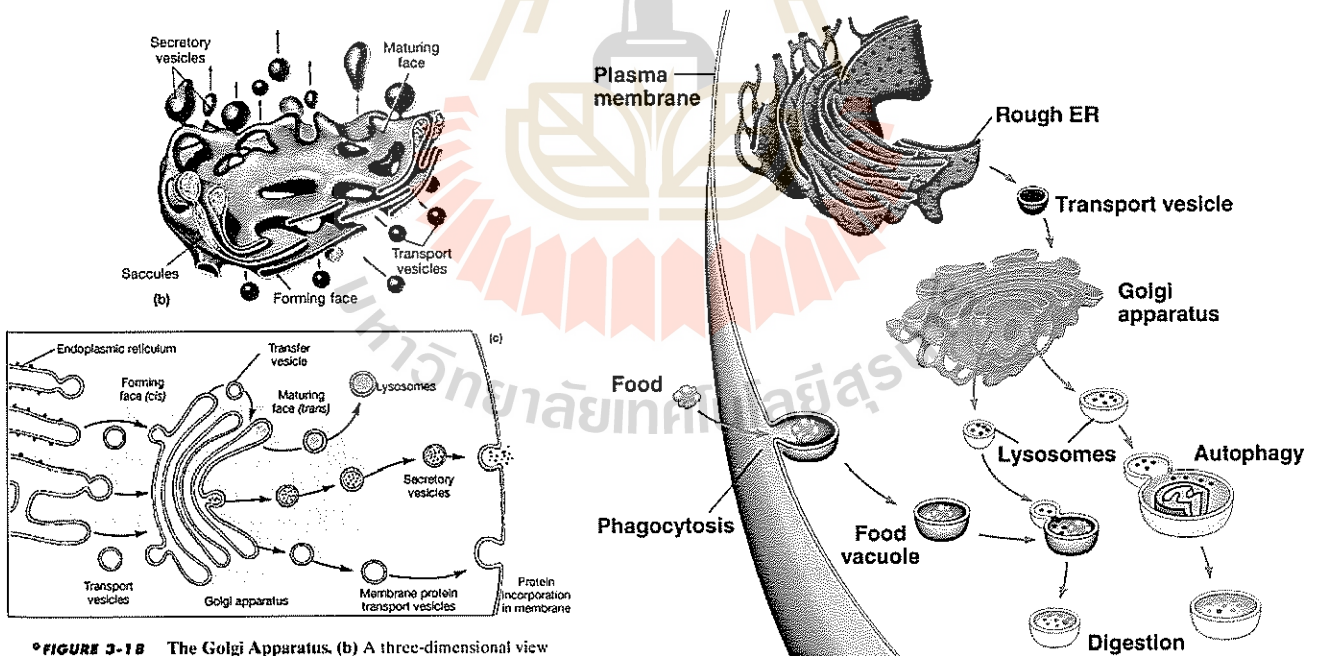 Secretory
vesicles
Maturing
face
Saccules
(b)
Forming face
Transport
vesicles
(c)
Endoplasmic reticulum
Forming
face (cis)
Transfer
vesicle
Maturing
face (trans)
Lysosomes
Secretory
vesicles
Transport
vesicles
Golgi apparatus
Membrane protein
transport vesicles
Protein
incorporation
in membrane
FIGURE 3-18 The Golgi Apparatus. (b) A three-dimensional view
Plasma
membrane
Rough ER
Transport vesicle
Golgi
apparatus
Food
Lysosomes
Autophagy
Phagocytosis
Food
vacuole
Digestion